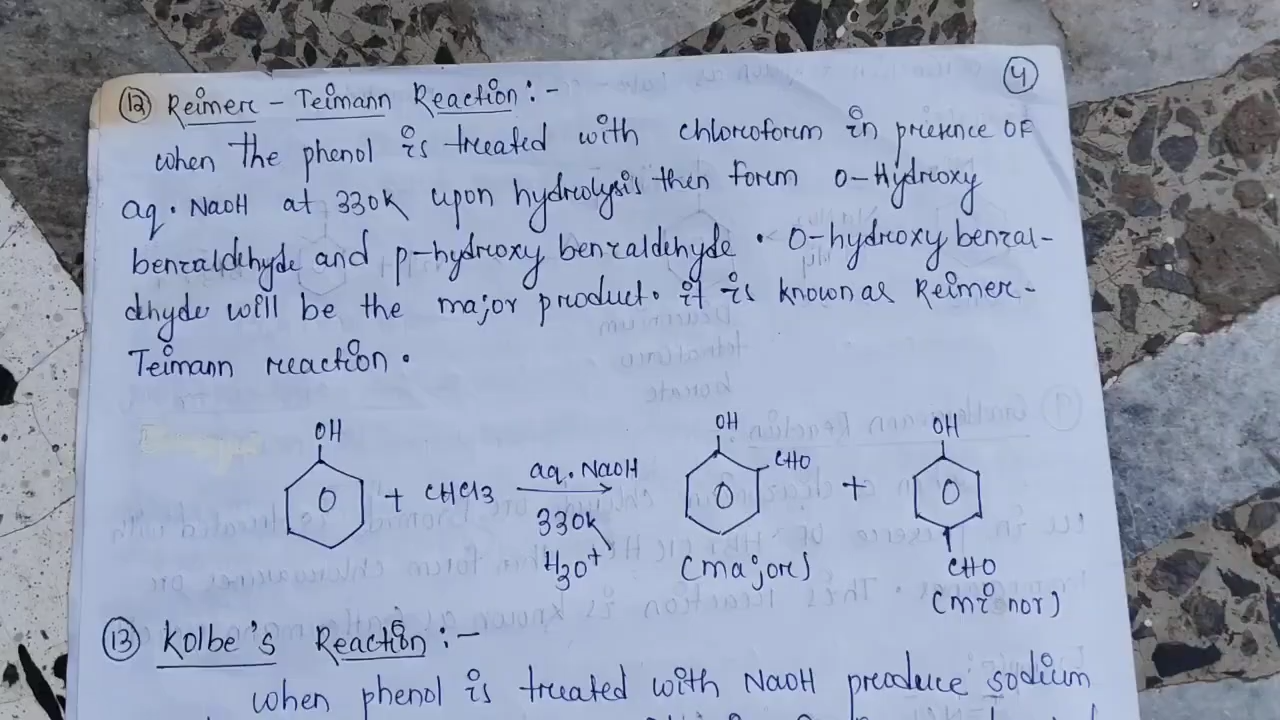 ④
⑫ Reimer - Teimann Reaction :-
when the phenol is treated with chloroform in presence OF
aq. NaOH at 330K upon hydrolysis then form o-Hydroxy
benzaldehyde and p-hydroxy benzaldehyde. o-hydroxy benzal-
dehyde will be the major product. it is known as Reimer-
Teimann reaction.
OH
+ CHCl3
aq. NaOH
330k
H3O+
OH
CHO
(major)
+
OH
CHO
(minor)
⑬ Kolbe's Reaction :-
when phenol is treated with NaOH produce sodium